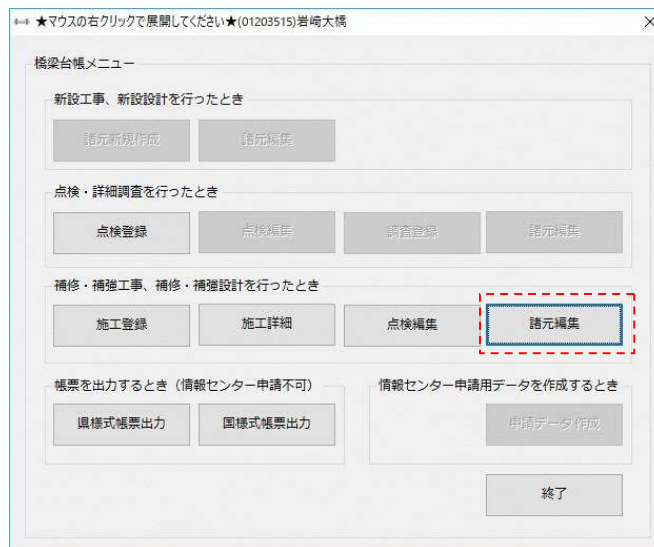 ★マウスの右クリックで展開してください★(01203515)岩崎大橋
橋梁台帳メニュー
新設工事、新設設計を行ったとき
諸元新規作成 諸元編集
点検・詳細調査を行ったとき
点検登録 点検編集 調査登録 諸元編集
補修・補強工事、補修・補強設計を行ったとき
施工登録 施工詳細 点検編集 諸元編集
帳票を出力するとき（情報センター申請不可） 情報センター申請用データを作成するとき
県様式帳票出力 国様式帳票出力 申請データ作成
終了